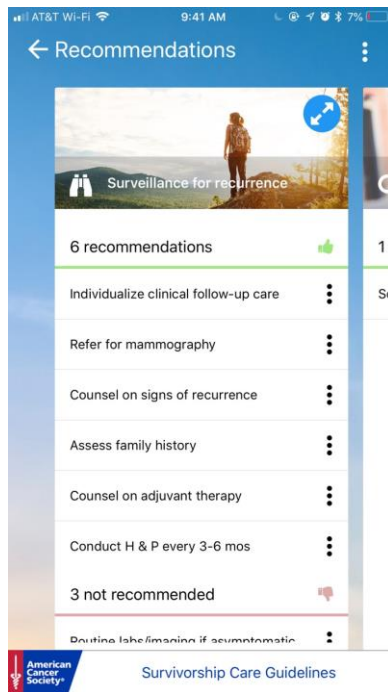 AT&T Wi-Fi 9:41 AM 7%
Recommendations
Surveillance for recurrence
6 recommendations
Individualize clinical follow-up care
Refer for mammography
Counsel on signs of recurrence
Assess family history
Counsel on adjuvant therapy
Conduct H & P every 3-6 mos
3 not recommended
Routine labs/imaging if asymptomatic
1
American
Cancer
Society®
Survivorship Care Guidelines